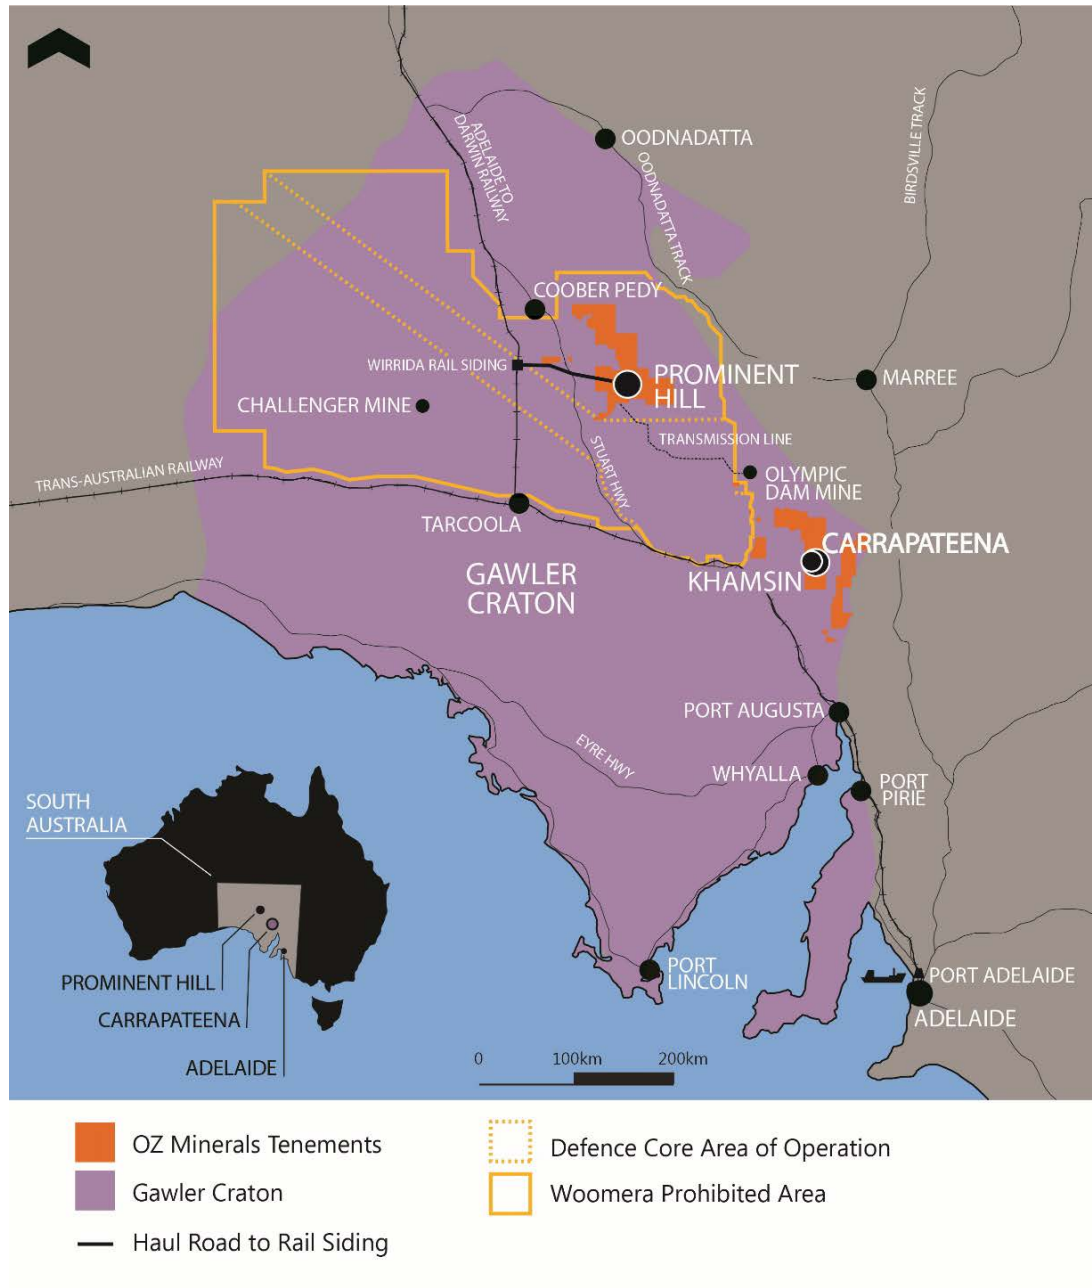 OODNADATTA
BIRDSVILLE TRACK
ADELAIDE TO
DARWIN RAILWAY
OODNADATTA TRACK
COOBER PEDY
WIRRIDA RAIL SIDING
PROMINENT
HILL
MARREE
CHALLENGER MINE
TRANSMISSION LINE
STUART HWY
TRANS-AUSTRALIAN RAILWAY
OLYMPIC
DAM MINE
TARCOOLA
CARRAPATEENA
KHAMSIN
GAWLER
CRATON
PORT AUGUSTA
EYRE HWY
WHYALLA
PORT
PIRIE
SOUTH
AUSTRALIA
PROMINENT HILL
CARRAPATEENA
ADELAIDE
PORT
LINCOLN
PORT ADELAIDE
ADELAIDE
0 100km 200km
OZ Minerals Tenements
Gawler Craton
Haul Road to Rail Siding
Defence Core Area of Operation
Woomera Prohibited Area